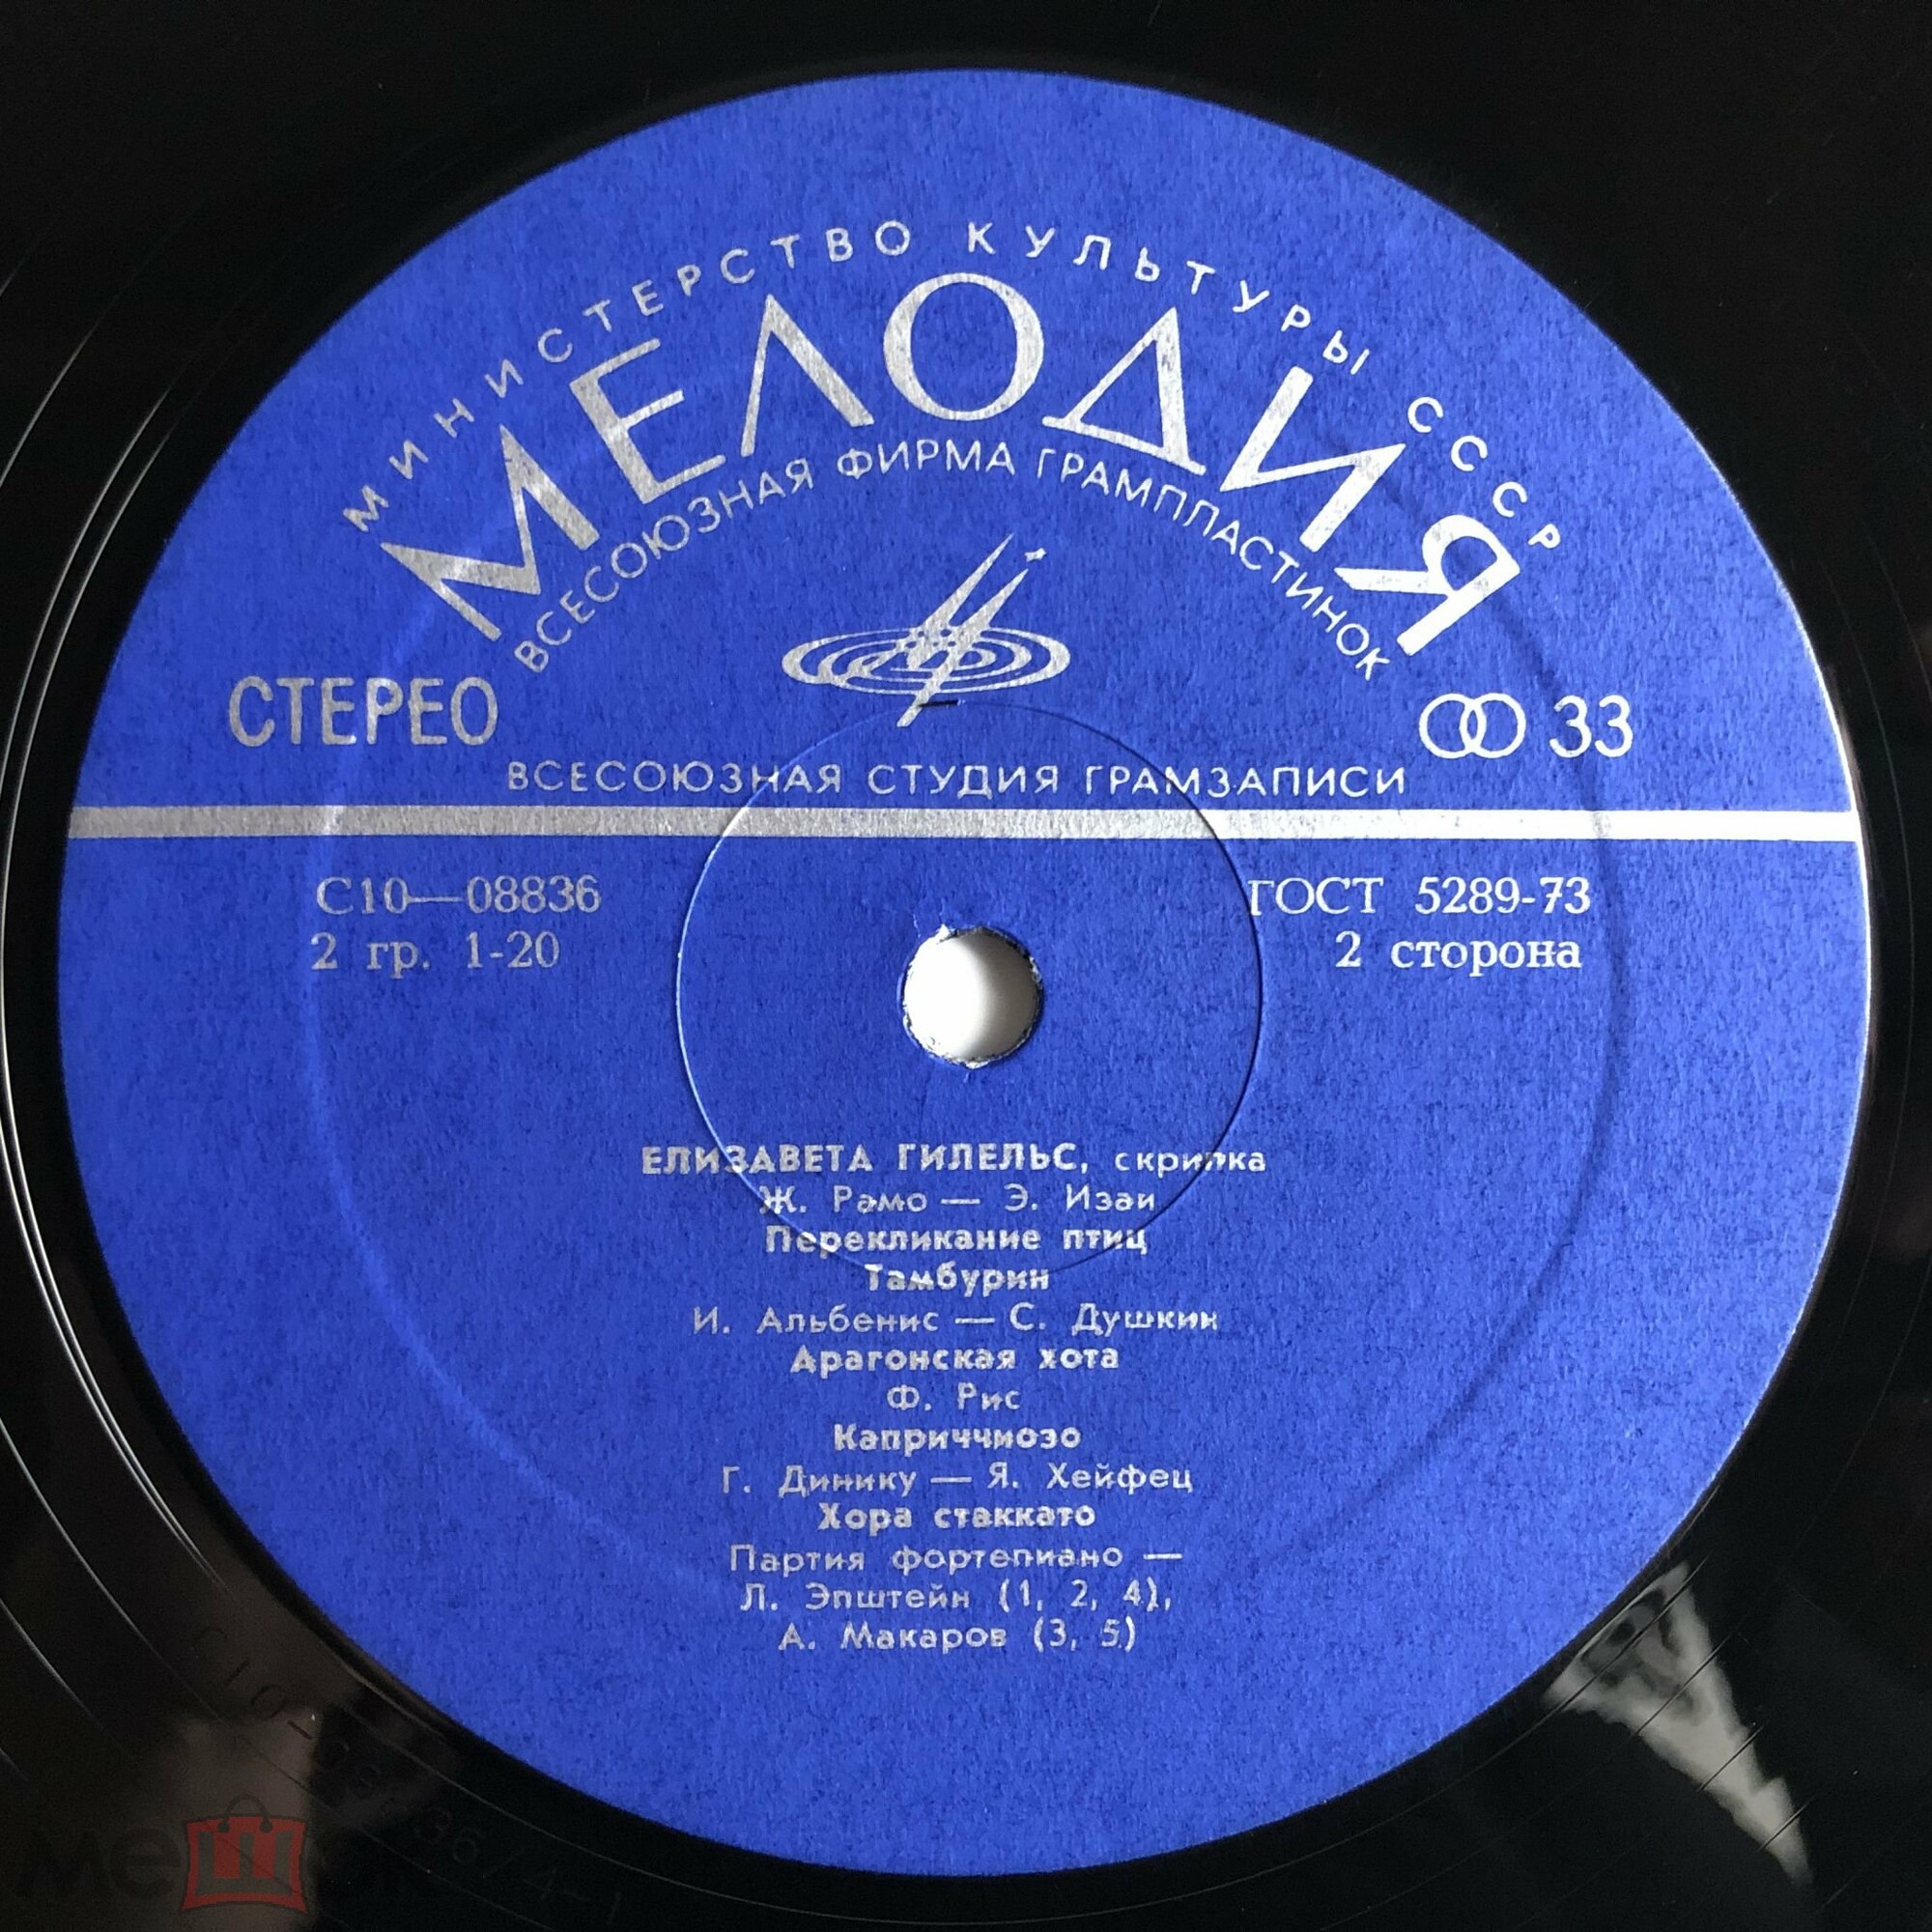 МИНИСТЕРСТВО КУЛЬТУРЫ СССР
МЕЛОДИЯ
ВСЕСОЮЗНАЯ ФИРМА ГРАМПЛАСТИНОК
СТЕРЕО
33
ВСЕСОЮЗНАЯ СТУДИЯ ГРАМЗАПИСИ
С10—08836
ГОСТ 5289-73
2 гр. 1-20
2 сторона
ЕЛИЗАВЕТА ГИЛЕЛЬС, скрипка
Ж. Рамо — Э. Изаи
Перекликание птиц
Тамбурин
И. Альбенис — С. Душкин
Арагонская хота
Ф. Рис
Каприччиозо
Г. Динику — Я. Хейфец
Хора стаккато
Партия фортепиано —
Л. Эпштейн (1, 2, 4),
А. Макаров (3, 5)